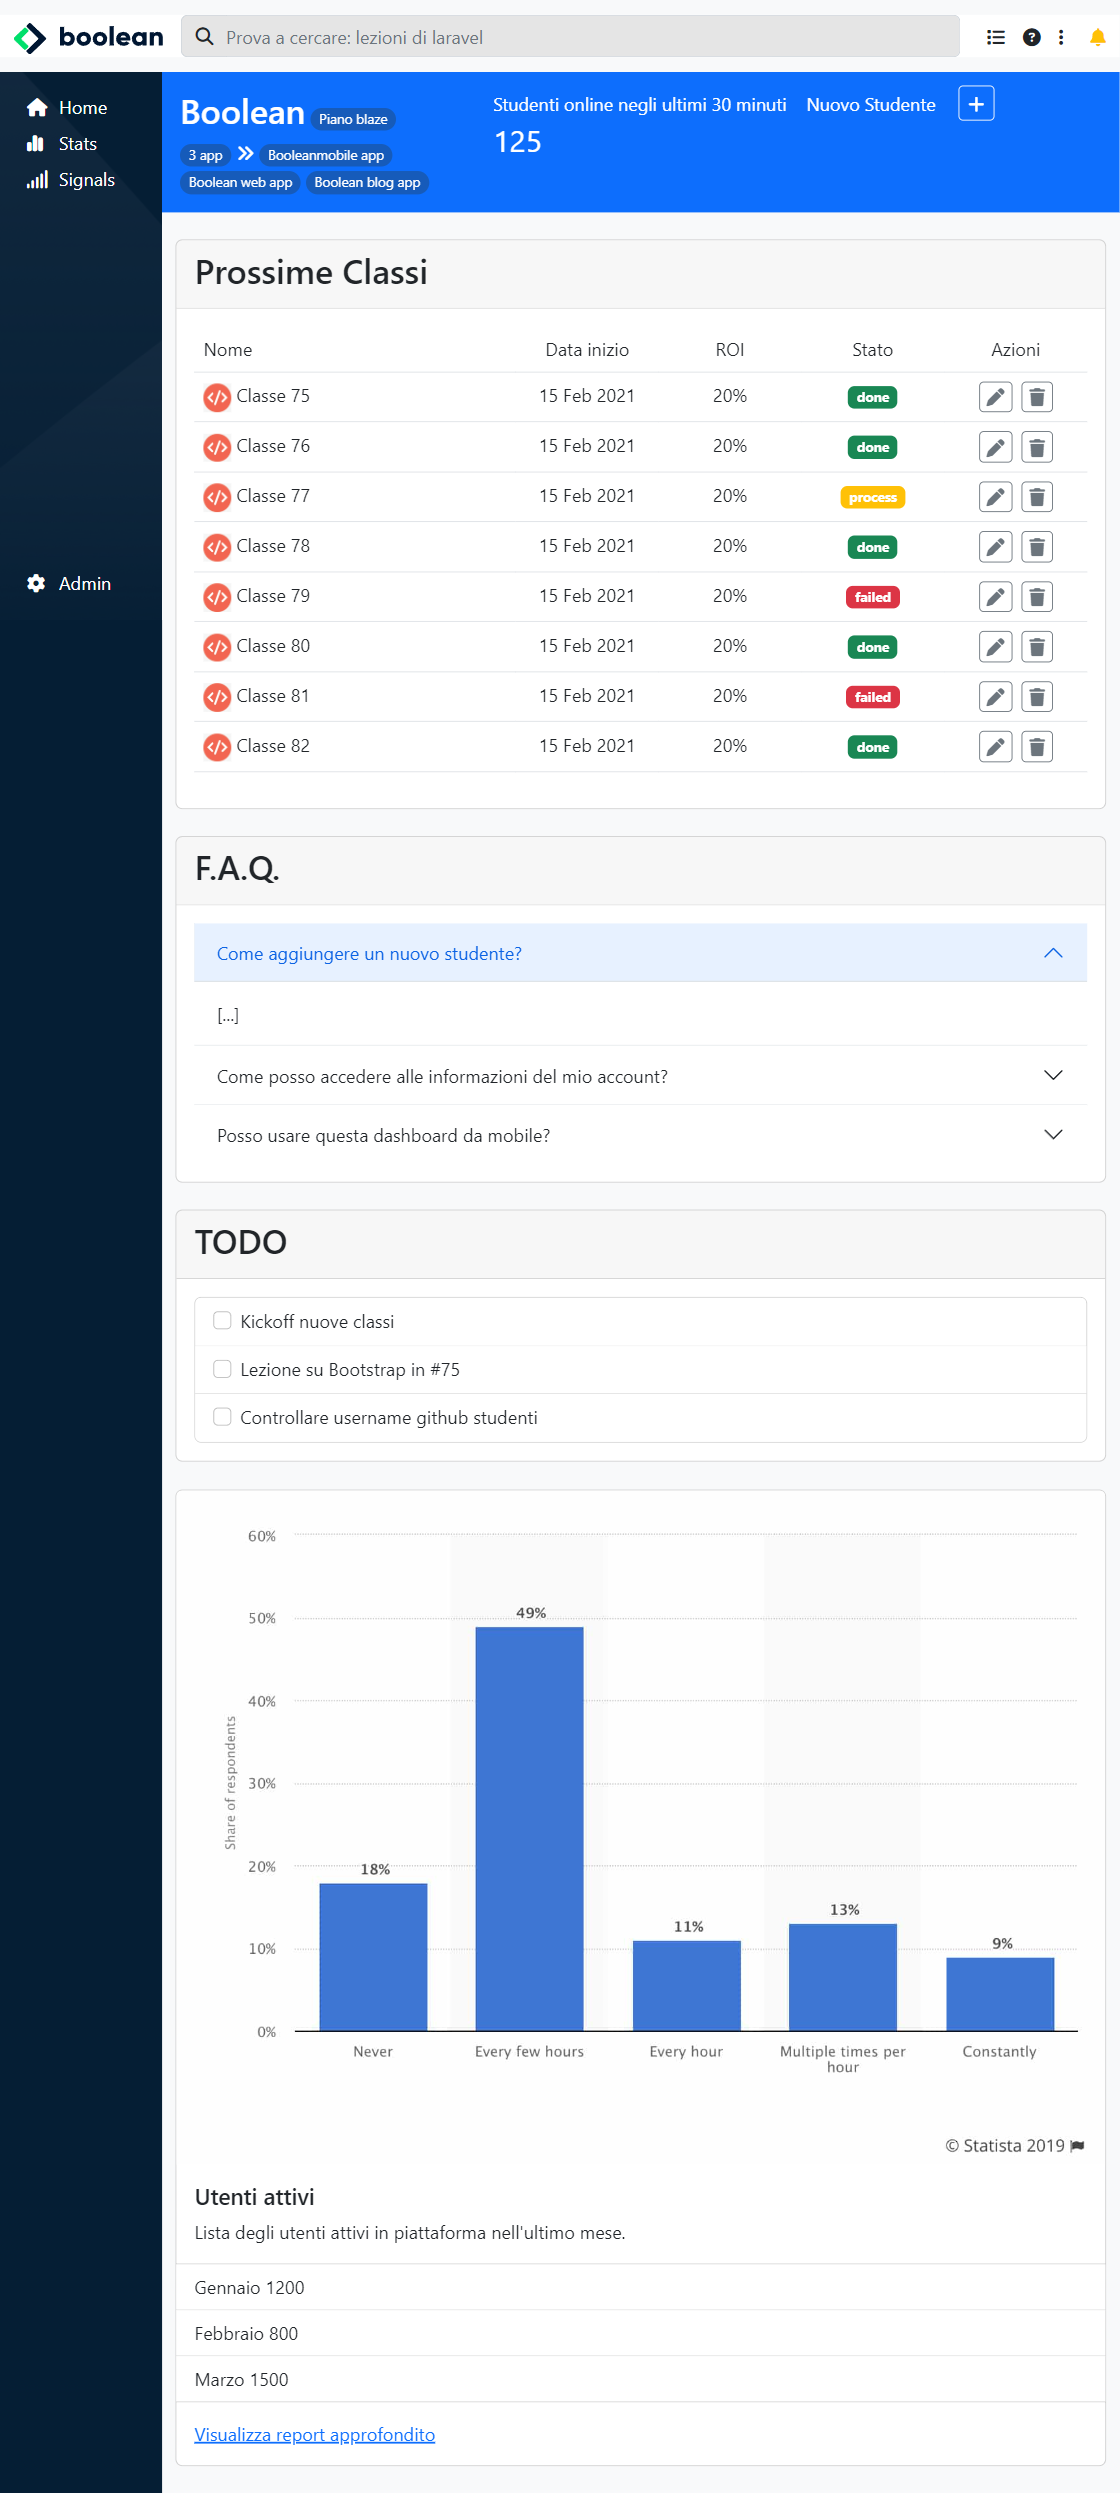 boolean
Prova a cercare: lezioni di laravel
Home
Stats
Signals
Admin
Boolean Piano blaze
3 app Booleanmobile app
Boolean web app Boolean blog app
Studenti online negli ultimi 30 minuti
125
Nuovo Studente
Prossime Classi
Nome Data inizio ROI Stato Azioni
Classe 75 15 Feb 2021 20% done
Classe 76 15 Feb 2021 20% done
Classe 77 15 Feb 2021 20% process
Classe 78 15 Feb 2021 20% done
Classe 79 15 Feb 2021 20% failed
Classe 80 15 Feb 2021 20% done
Classe 81 15 Feb 2021 20% failed
Classe 82 15 Feb 2021 20% done
F.A.Q.
Come aggiungere un nuovo studente?
[...]
Come posso accedere alle informazioni del mio account?
Posso usare questa dashboard da mobile?
TODO
Kickoff nuove classi
Lezione su Bootstrap in #75
Controllare username github studenti
Share of respondents
60%
50%
40%
30%
20%
10%
0%
18%
49%
11%
13%
9%
Never
Every few hours
Every hour
Multiple times per
hour
Constantly
© Statista 2019
Utenti attivi
Lista degli utenti attivi in piattaforma nell'ultimo mese.
Gennaio 1200
Febbraio 800
Marzo 1500
Visualizza report approfondito